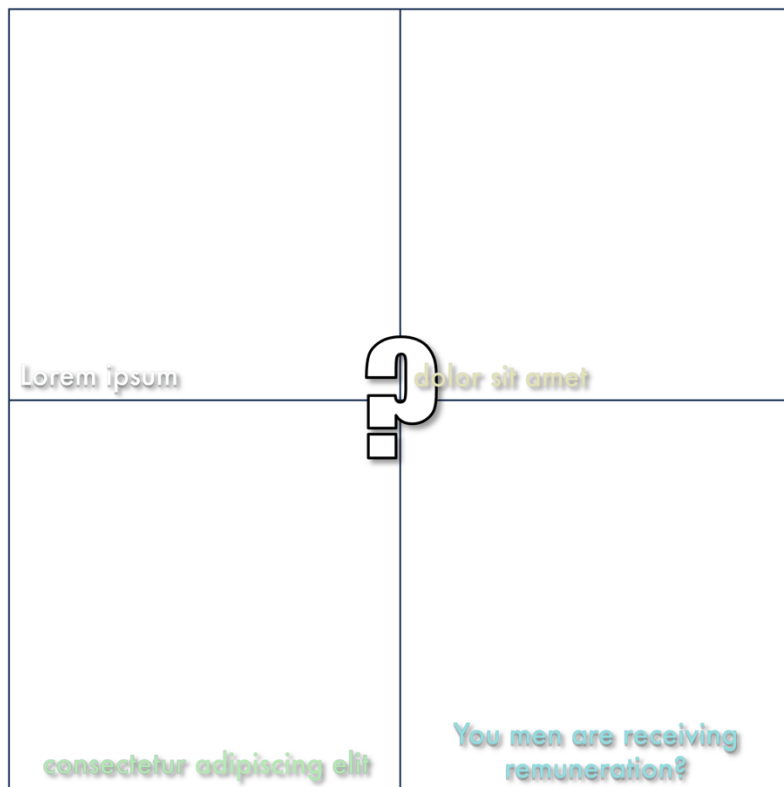 Lorem ipsum
dolor sit amet
?
consectetur adipiscing elit
You men are receiving
remuneration?